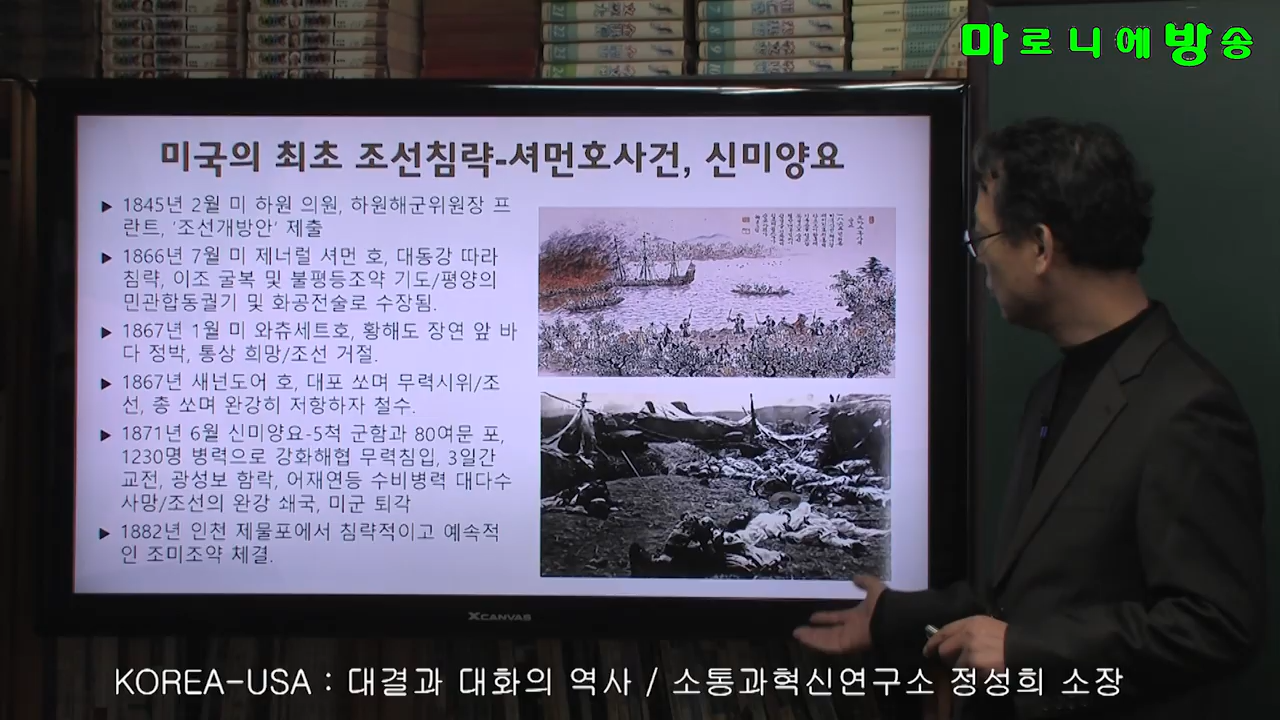 마로니에방송
미국의 최초 조선침략-셔먼호사건, 신미양요
▶ 1845년 2월 미 하원 의원, 하원해군위원장 프
란트, '조선개방안' 제출
▶ 1866년 7월 미 제너럴 셔먼 호, 대동강 따라
침략, 이조 굴복 및 불평등조약 기도/평양의
민관합동궐기 및 화공전술로 수장됨.
▶ 1867년 1월 미 와츄세트호, 황해도 장연 앞 바
다 정박, 통상 희망/조선 거절.
▶ 1867년 새넌도어 호, 대포 쏘며 무력시위/조
선, 총 쏘며 완강히 저항하자 철수.
▶ 1871년 6월 신미양요-5척 군함과 80여문 포,
1230명 병력으로 강화해협 무력침입, 3일간
교전, 광성보 함락, 어재연등 수비병력 대다수
사망/조선의 완강 쇄국, 미군 퇴각
▶ 1882년 인천 제물포에서 침략적이고 예속적
인 조미조약 체결.
XCANVAS
KOREA-USA : 대결과 대화의 역사 / 소통과혁신연구소 정성희 소장